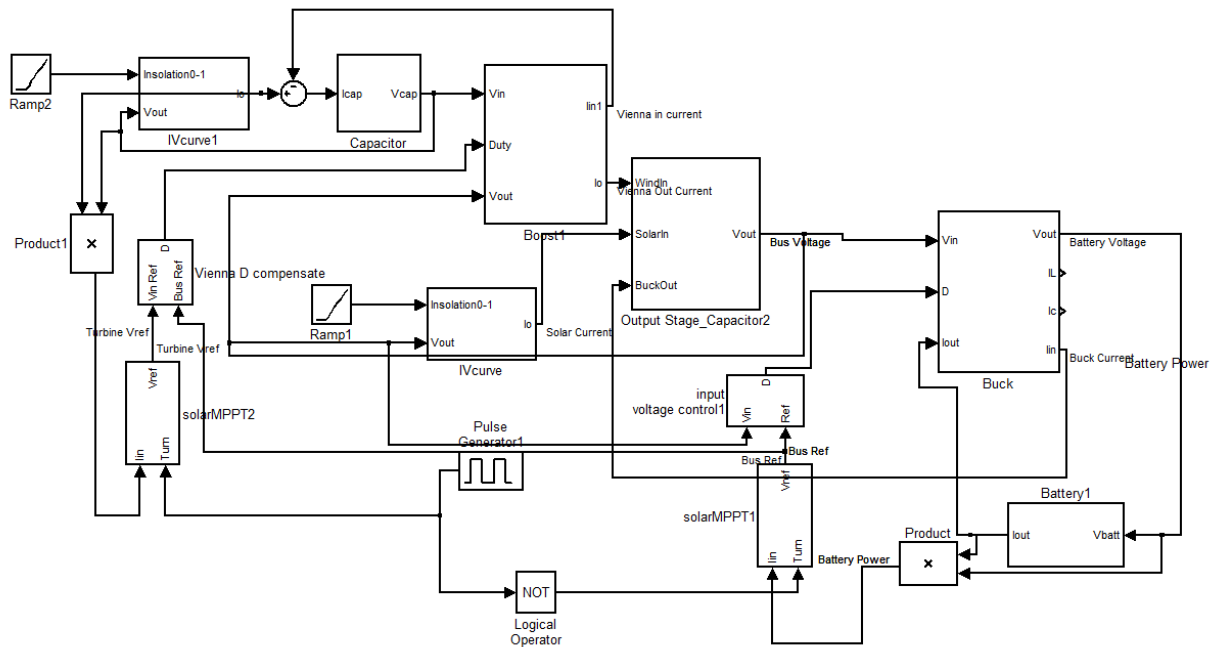 Insolation0-1
Io
Vout
IVcurve1
Ramp2
Icap
Vcap
Capacitor
Vin
Iin1
Duty
Io
Vout
Boost1
Vienna in current
WindIn
Vienna Out Current
SolarIn
Vout
BuckOut
Output Stage_Capacitor2
Bus Voltage
Vin
Vout
IL
D
Ic
Iout
Iin
Buck
Battery Voltage
Buck Current
Battery Power
Product1
D
Vin Ref
Bus Ref
Vienna D compensate
Turbine Vref
Turbine Vref
Ramp1
Insolation0-1
Io
Vout
IVcurve
Solar Current
Vref
Iin
Turn
solarMPPT2
Pulse
Generator1
D
Vin
Ref
input
voltage control1
Bus Ref
Bus Ref
Vref
Iin
Turn
solarMPPT1
Battery Power
Product
Battery1
Iout
Vbatt
NOT
Logical
Operator